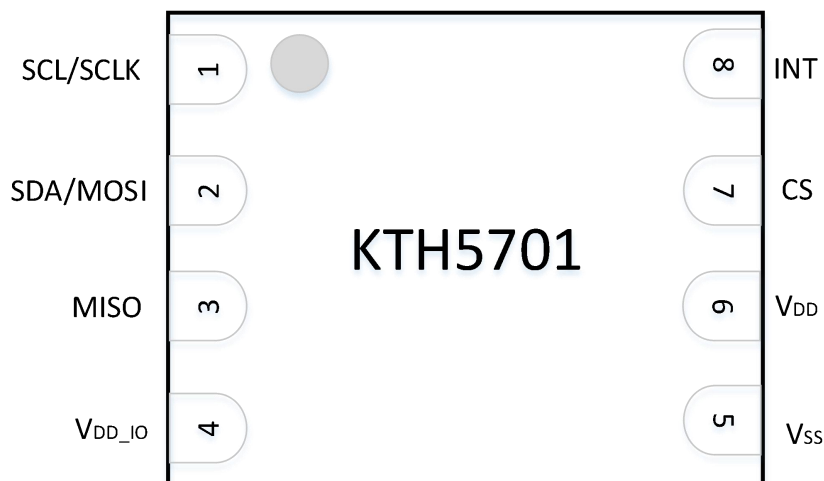 SCL/SCLK 1 8 INT
SDA/MOSI 2 7 CS
KTH5701
MISO 3 6 VDD
VDD_IO 4 5 VSS